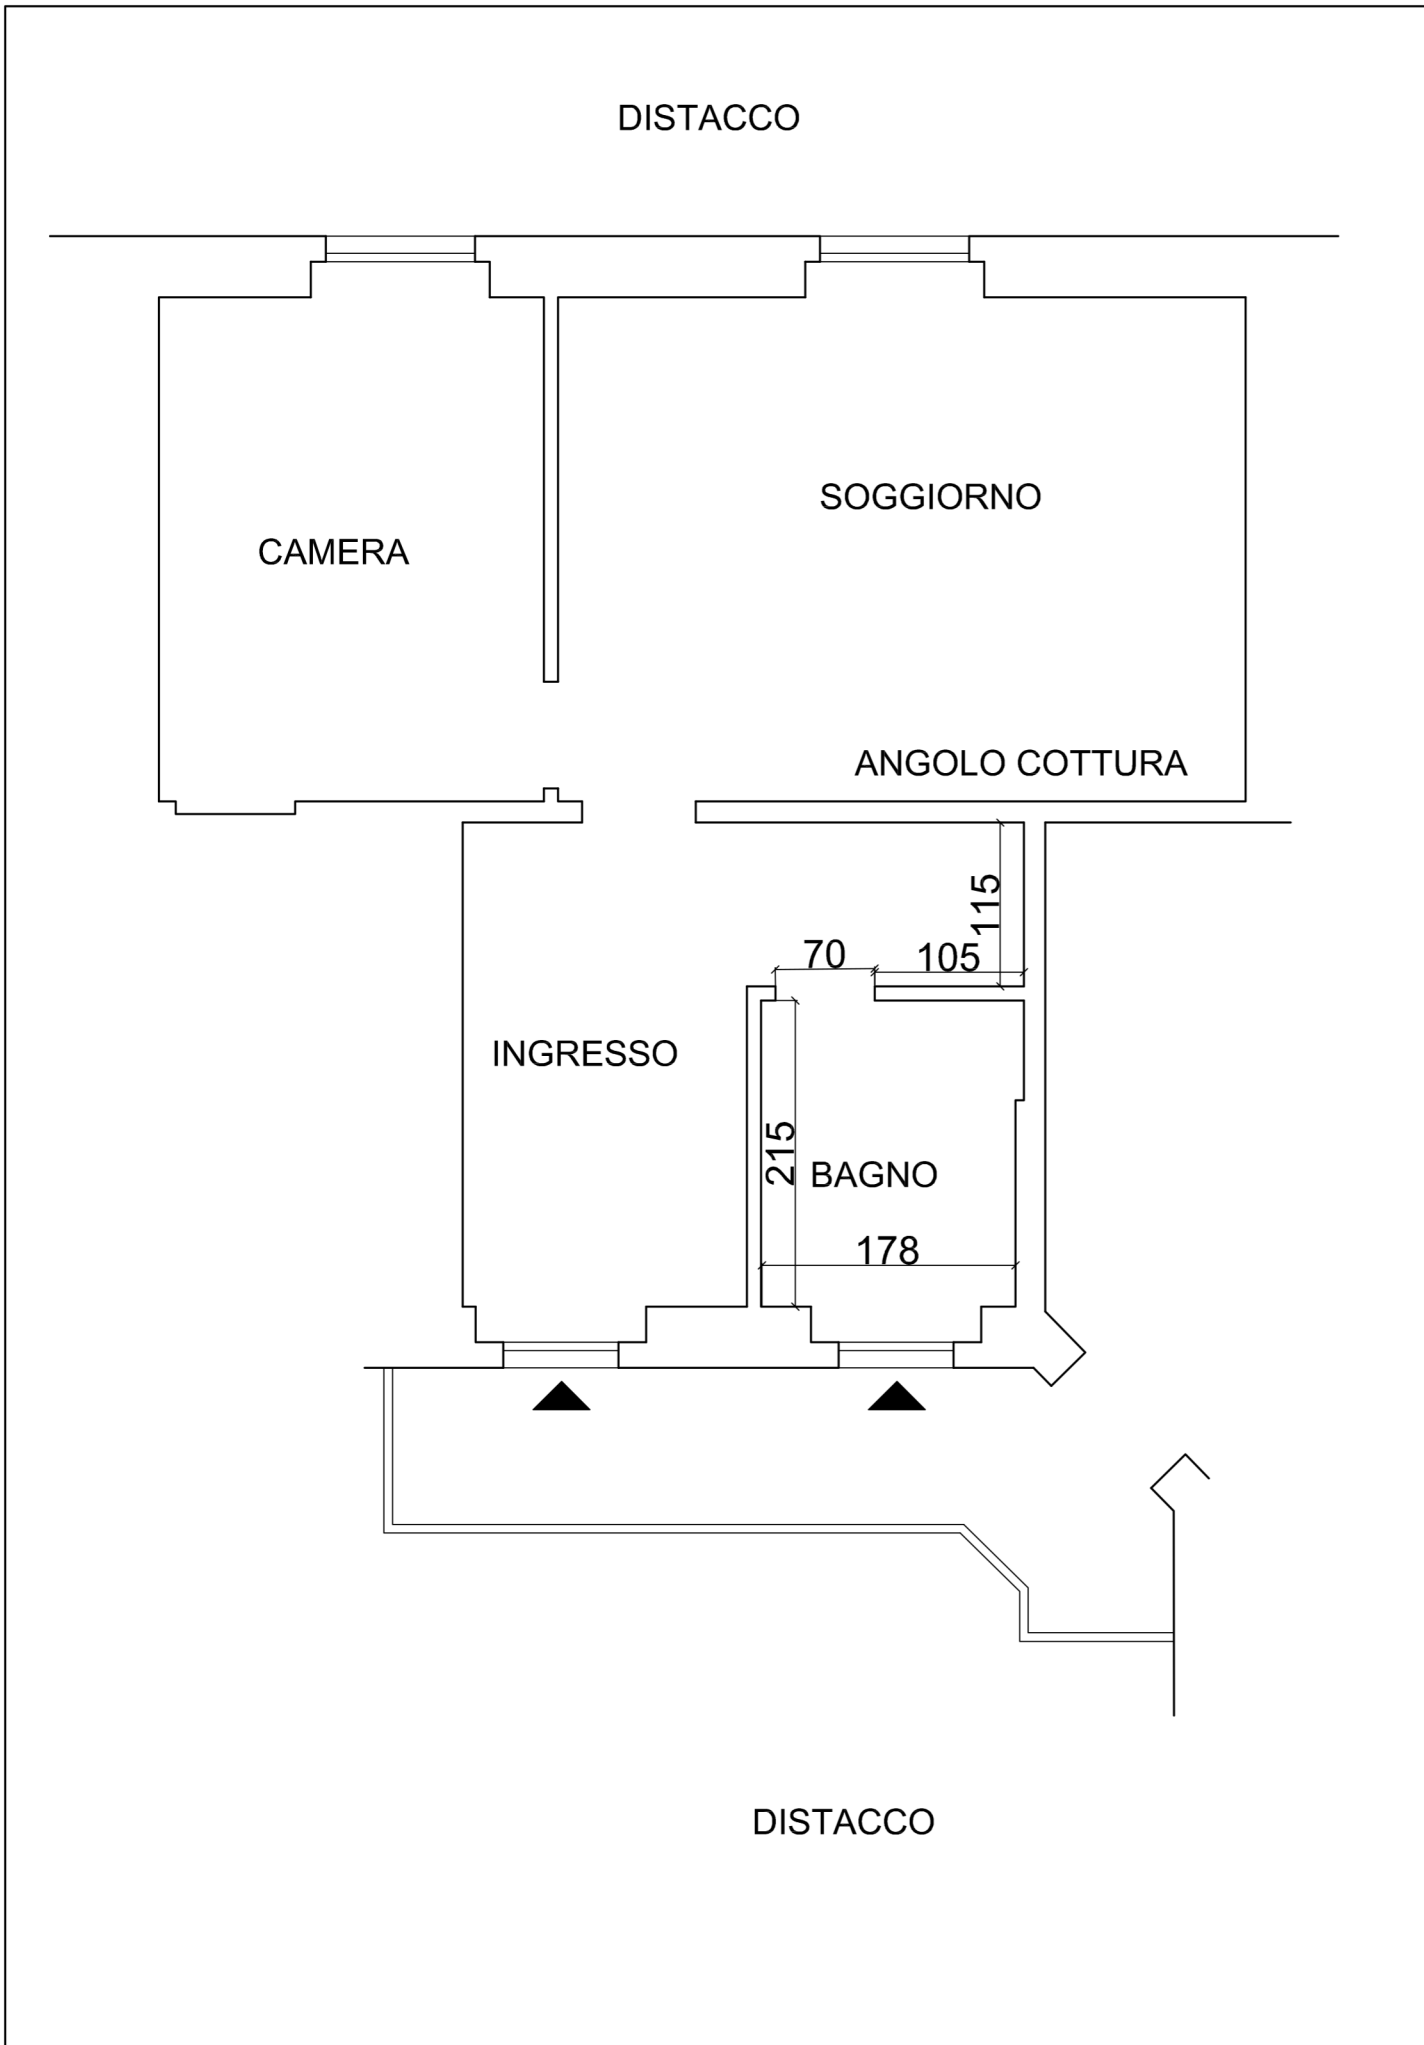 DISTACCO
SOGGIORNO
CAMERA
ANGOLO COTTURA
115
70
105
INGRESSO
215
BAGNO
178
DISTACCO